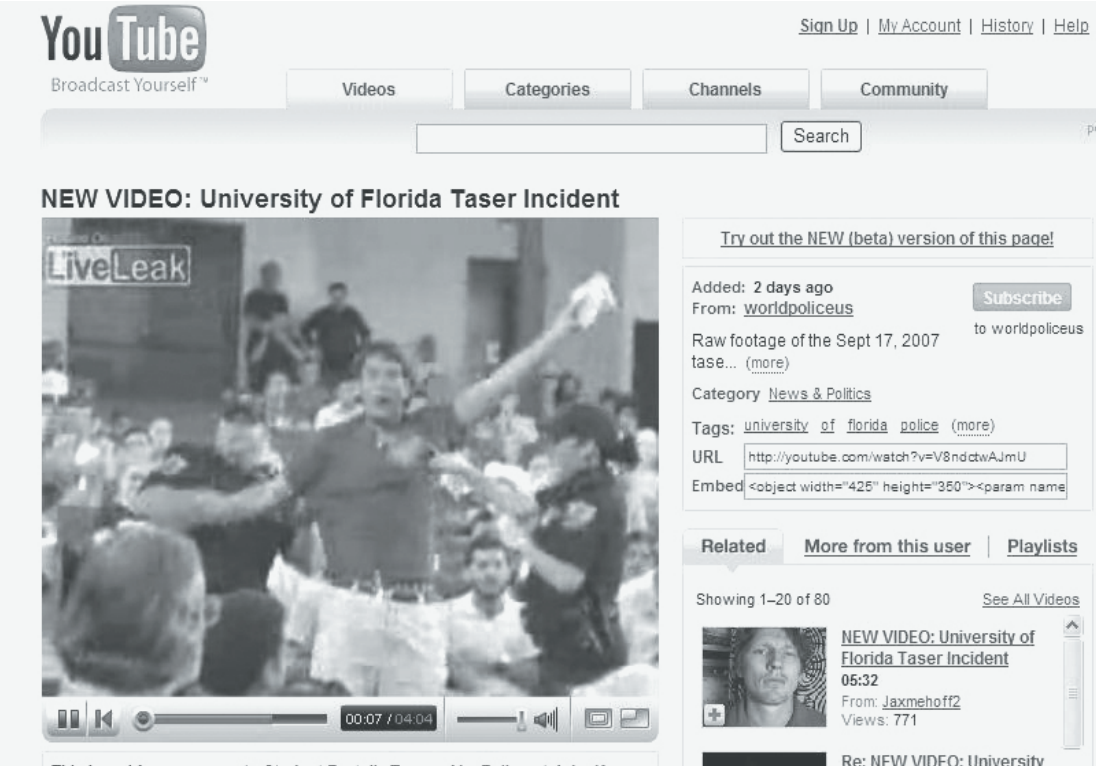 YouTube
Broadcast Yourself™
Sign Up | My Account | History | Help
Videos
Categories
Channels
Community
Search
NEW VIDEO: University of Florida Taser Incident
LiveLeak
Try out the NEW (beta) version of this page!
Added: 2 days ago
From: worldpoliceus
Subscribe
to worldpoliceus
Raw footage of the Sept 17, 2007
tase... (more)
Category News & Politics
Tags: university of florida police (more)
URL http://youtube.com/watch?v=V8ndctwAJmU
Embed <object width="425" height="350"><param name
Related
More from this user | Playlists
Showing 1–20 of 80
See All Videos
NEW VIDEO: University of
Florida Taser Incident
05:32
From: Jaxmehoff2
Views: 771
00:07 / 04:04
Re: NEW VIDEO: University